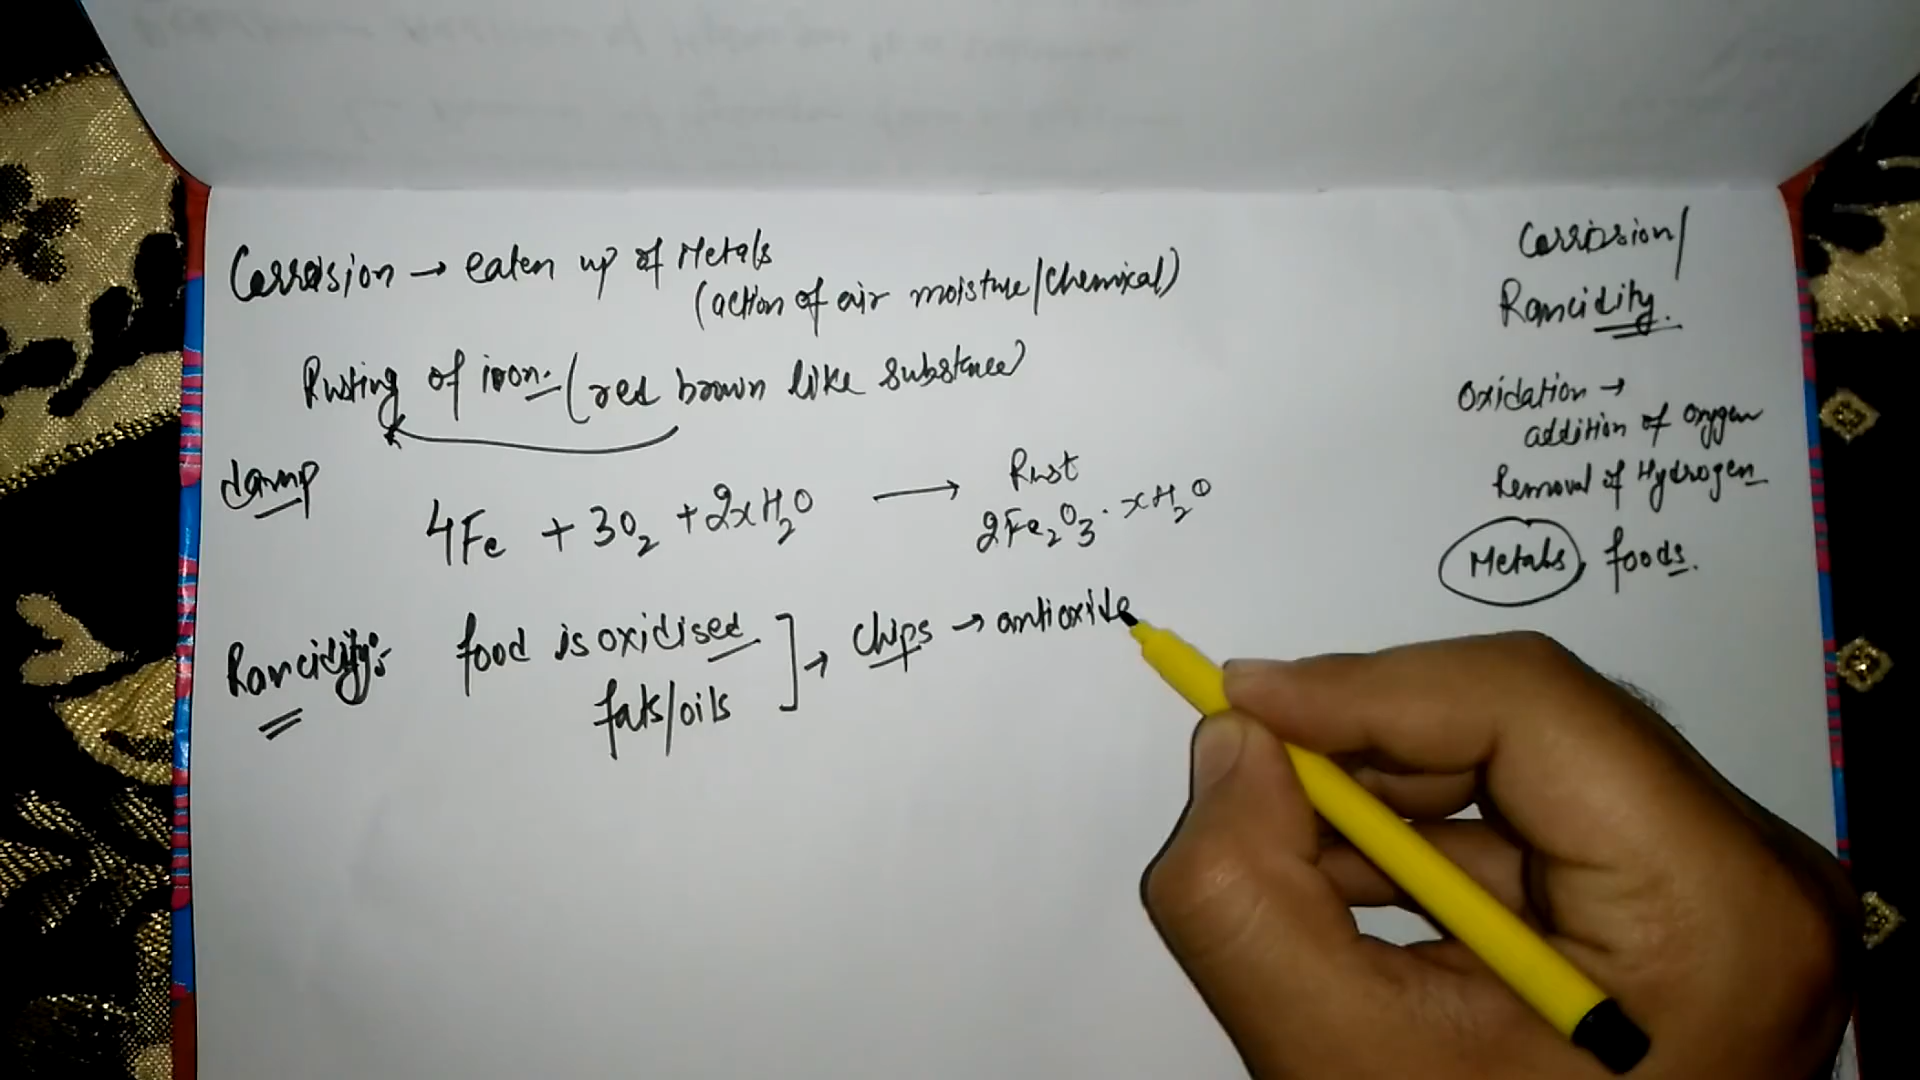 Corrosion → eaten up of Metals
(action of air moisture/chemical)
Rusting of iron. (red brown like substance)
damp
4Fe + 3O₂ + 2xH₂O → Rust
2Fe₂O₃·xH₂O
Rancidity:- food is oxidised → Chips → antioxide
fats/oils
Corrosion/
Rancidity.
Oxidation →
addition of oxygen
Removal of Hydrogen
Metals, foods.